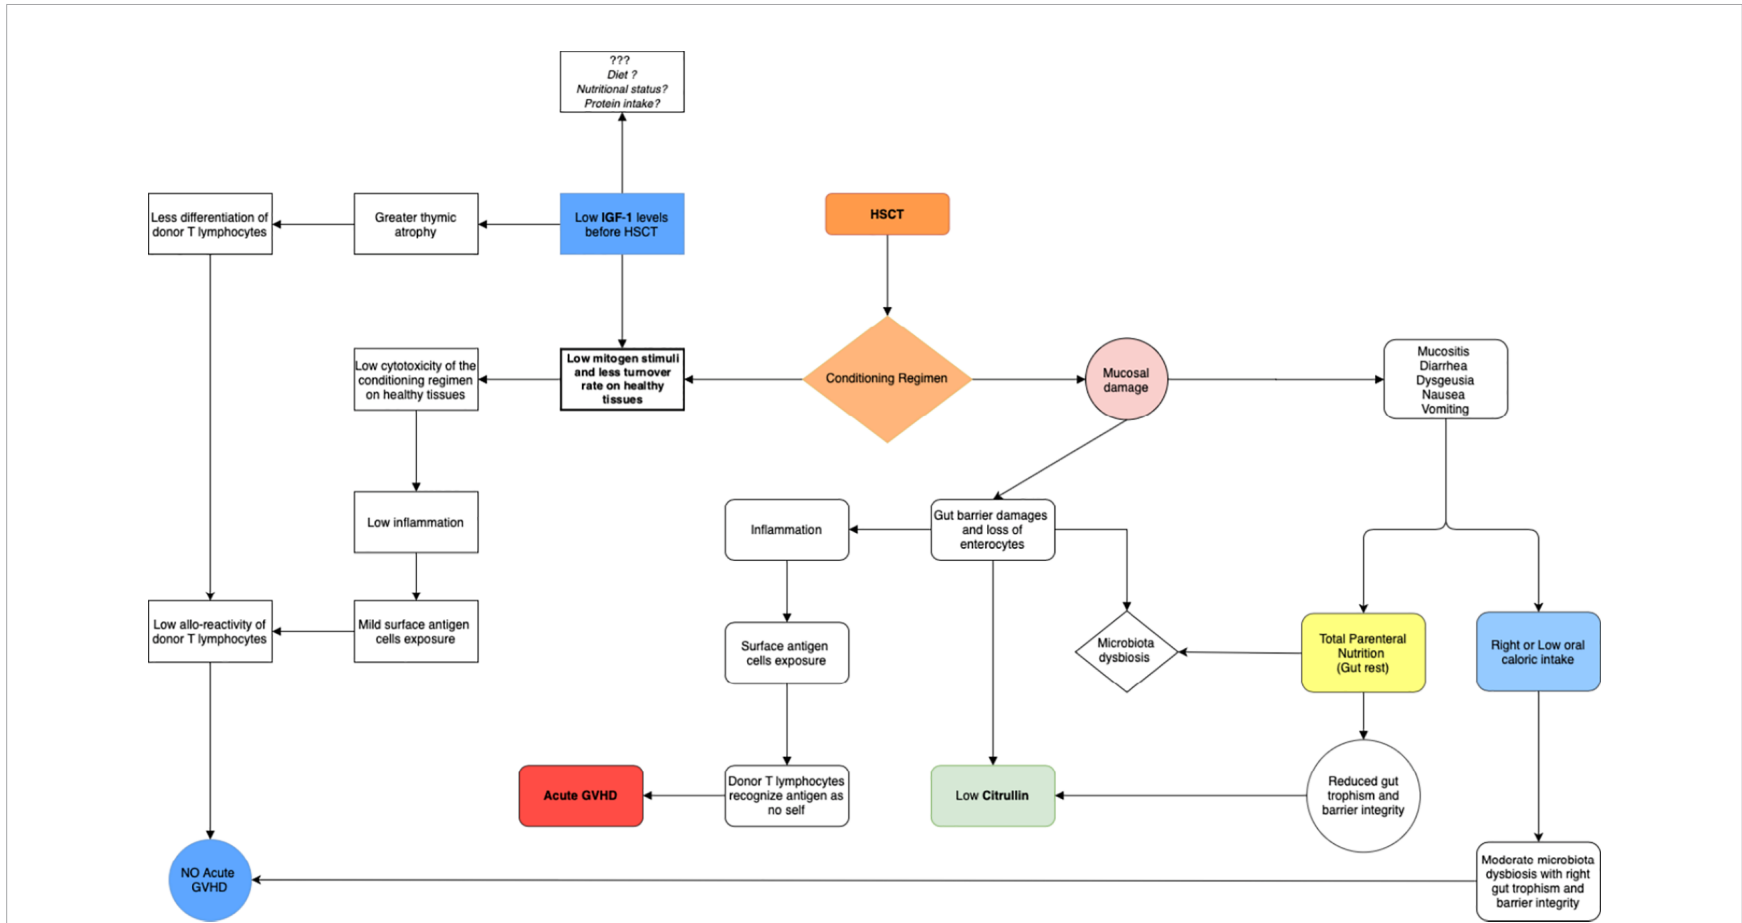 ???
Diet ?
Nutritional status?
Protein intake?
Less differentiation of
donor T lymphocytes
Greater thymic
atrophy
Low IGF-1 levels
before HSCT
HSCT
Low cytotoxicity of the
conditioning regimen
on healthy tissues
Low mitogen stimuli
and less turnover
rate on healthy
tissues
Conditioning Regimen
Mucosal
damage
Mucositis
Diarrhea
Dysgeusia
Nausea
Vomiting
Low inflammation
Inflammation
Gut barrier damages
and loss of
enterocytes
Low allo-reactivity of
donor T lymphocytes
Mild surface antigen
cells exposure
Surface antigen
cells exposure
Microbiota
dysbiosis
Total Parenteral
Nutrition
(Gut rest)
Right or Low oral
caloric intake
Acute GVHD
Donor T lymphocytes
recognize antigen as
no self
Low Citrullin
Reduced gut
trophism and
barrier integrity
NO Acute
GVHD
Moderato microbiota
dysbiosis with right
gut trophism and
barrier integrity